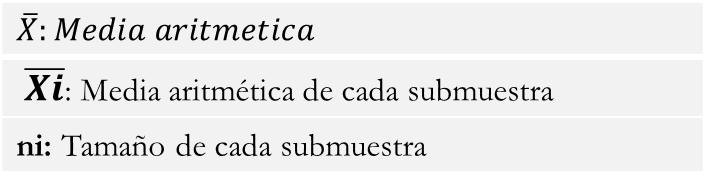 X̄: Media aritmetica
X̅i̅: Media aritmética de cada submuestra
ni: Tamaño de cada submuestra